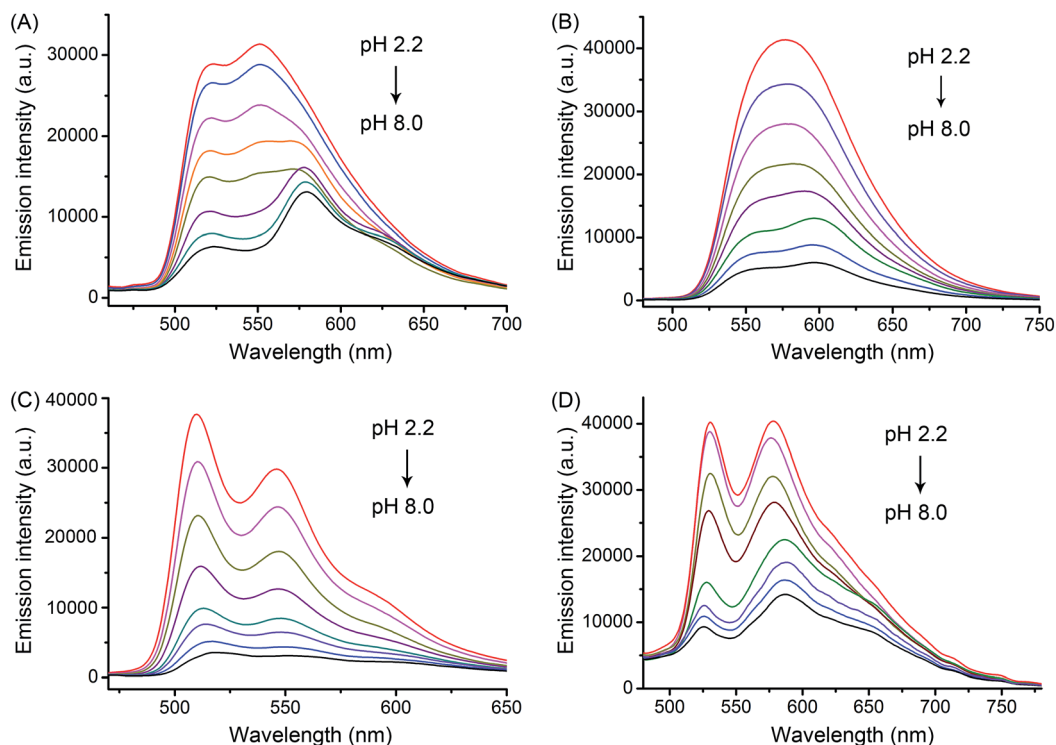 (A)
Emission intensity (a.u.)
30000
20000
10000
0
pH 2.2
pH 8.0
500 550 600 650 700
Wavelength (nm)
(B)
Emission intensity (a.u.)
40000
30000
20000
10000
0
pH 2.2
pH 8.0
500 550 600 650 700 750
Wavelength (nm)
(C)
Emission intensity (a.u.)
40000
30000
20000
10000
0
pH 2.2
pH 8.0
500 550 600 650
Wavelength (nm)
(D)
Emission intensity (a.u.)
40000
30000
20000
10000
0
pH 2.2
pH 8.0
500 550 600 650 700 750
Wavelength (nm)